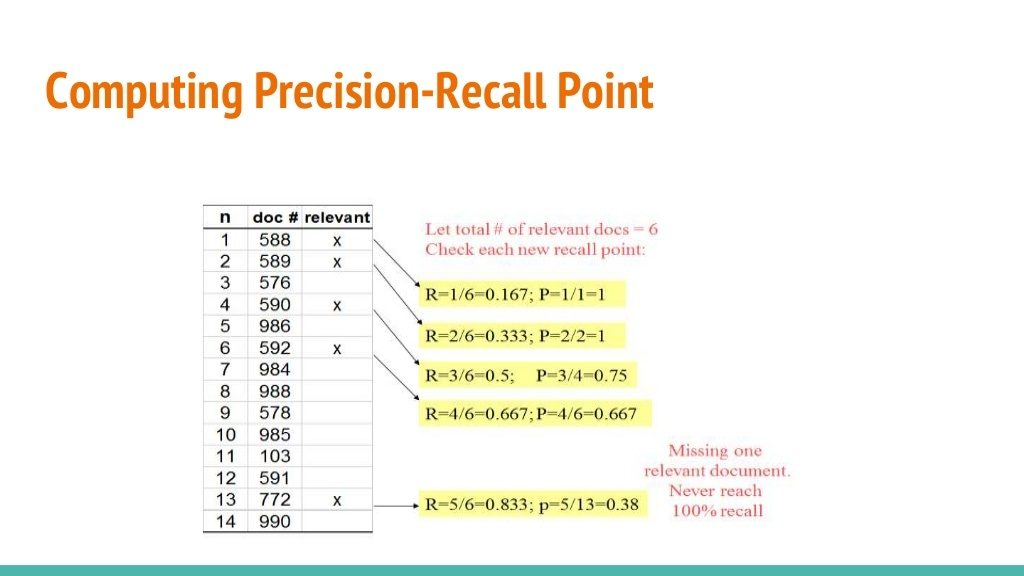 Computing Precision-Recall Point
n doc # relevant
1 588 x
2 589 x
3 576
4 590 x
5 986
6 592 x
7 984
8 988
9 578
10 985
11 103
12 591
13 772 x
14 990
Let total # of relevant docs = 6
Check each new recall point:
R=1/6=0.167; P=1/1=1
R=2/6=0.333; P=2/2=1
R=3/6=0.5; P=3/4=0.75
R=4/6=0.667; P=4/6=0.667
R=5/6=0.833; p=5/13=0.38
Missing one
relevant document.
Never reach
100% recall